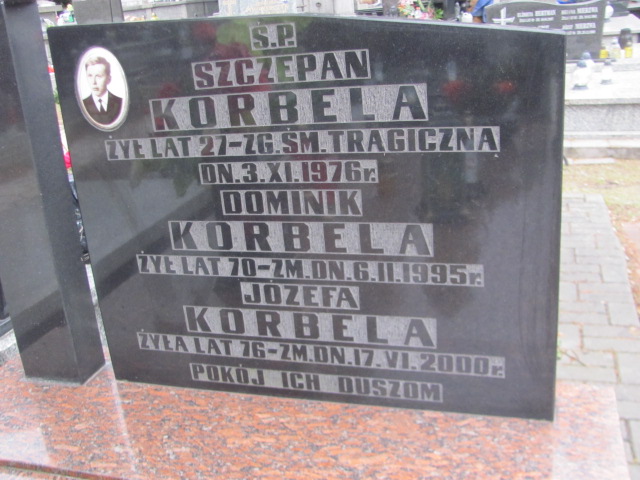 Ś.P.
SZCZEPAN
KORBELA
ŻYŁ LAT 27-ZG.ŚM.TRAGICZNĄ
DN.3.XI.1976r.
DOMINIK
KORBELA
ŻYŁ LAT 70-ZM.DN.6.II.1995r.
JÓZEFA
KORBELA
ŻYŁA LAT 76-ZM.DN.17.VI.2000r.
POKÓJ ICH DUSZOM